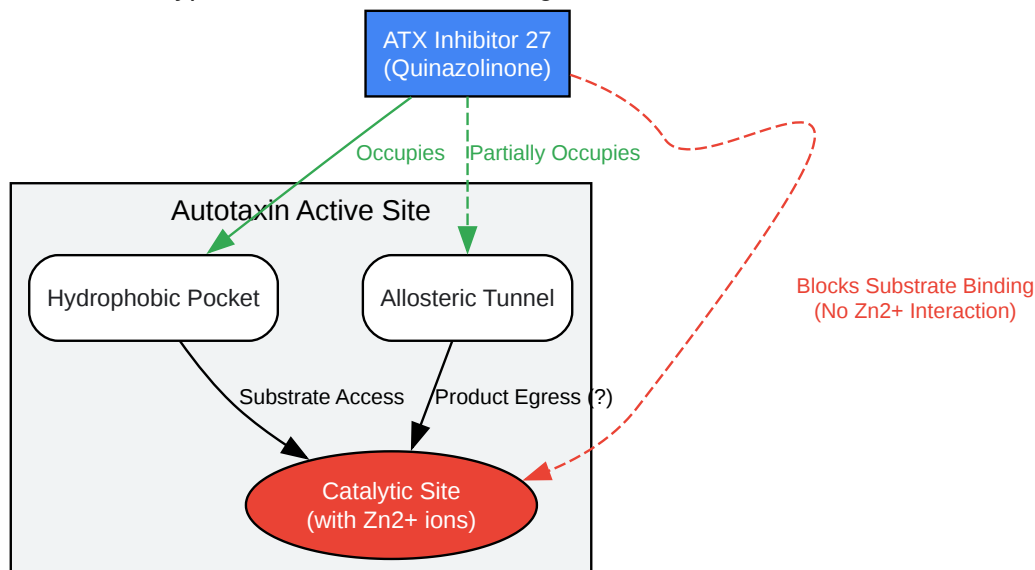 ATX Inhibitor 27
(Quinazolinone)
Occupies
Partially Occupies
Autotaxin Active Site
Hydrophobic Pocket
Allosteric Tunnel
Blocks Substrate Binding
(No Zn2+ Interaction)
Substrate Access
Product Egress (?)
Catalytic Site
(with Zn2+ ions)